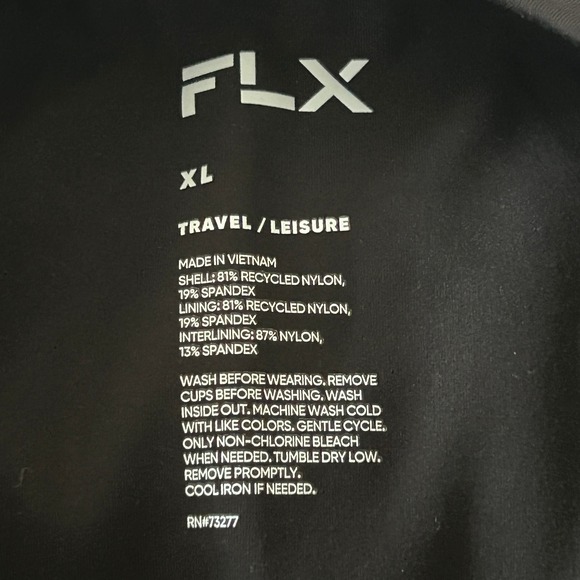 FLX
XL
TRAVEL / LEISURE
MADE IN VIETNAM
SHELL: 81% RECYCLED NYLON,
19% SPANDEX
LINING: 81% RECYCLED NYLON,
19% SPANDEX
INTERLINING: 87% NYLON,
13% SPANDEX
WASH BEFORE WEARING. REMOVE
CUPS BEFORE WASHING. WASH
INSIDE OUT. MACHINE WASH COLD
WITH LIKE COLORS. GENTLE CYCLE.
ONLY NON-CHLORINE BLEACH
WHEN NEEDED. TUMBLE DRY LOW.
REMOVE PROMPTLY.
COOL IRON IF NEEDED.
RN#73277